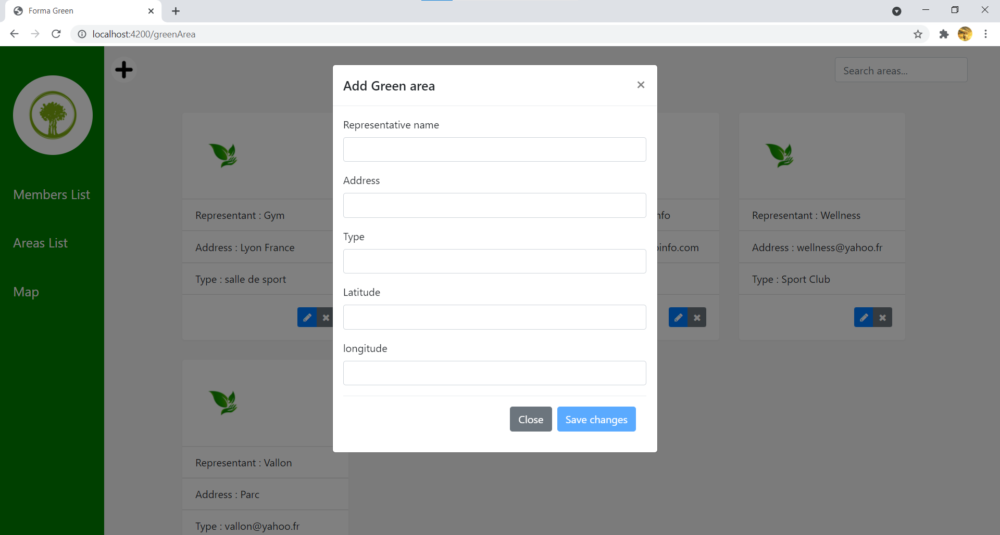 Forma Green
localhost:4200/greenArea
Search areas...
Members List
Areas List
Map
Add Green area
Representative name
Address
Type
Latitude
longitude
Close
Save changes
Representant : Gym
Address : Lyon France
Type : salle de sport
nfo
info.com
Representant : Wellness
Address : wellness@yahoo.fr
Type : Sport Club
Representant : Vallon
Address : Parc
Type : vallon@yahoo.fr